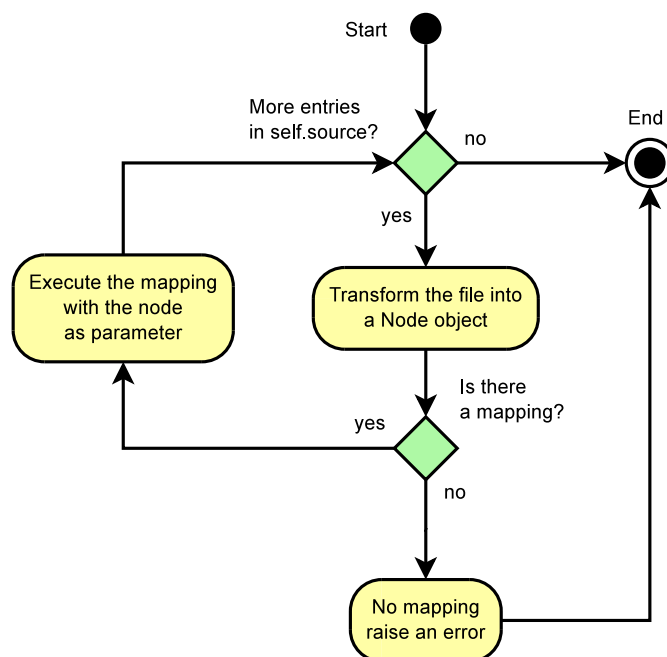 Start
More entries
in self.source?
End
no
yes
Execute the mapping
with the node
as parameter
Transform the file into
a Node object
Is there
a mapping?
yes
no
No mapping
raise an error